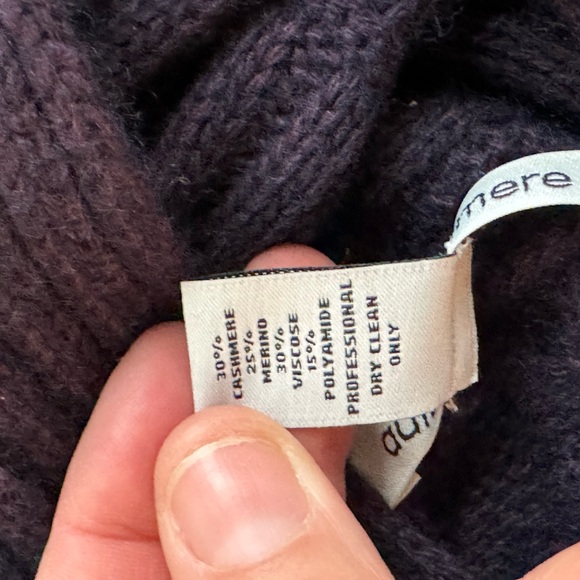 30%
CASHMERE
25%
MERINO
30%
VISCOSE
15%
POLYAMIDE
PROFESSIONAL
DRY CLEAN
ONLY
mere